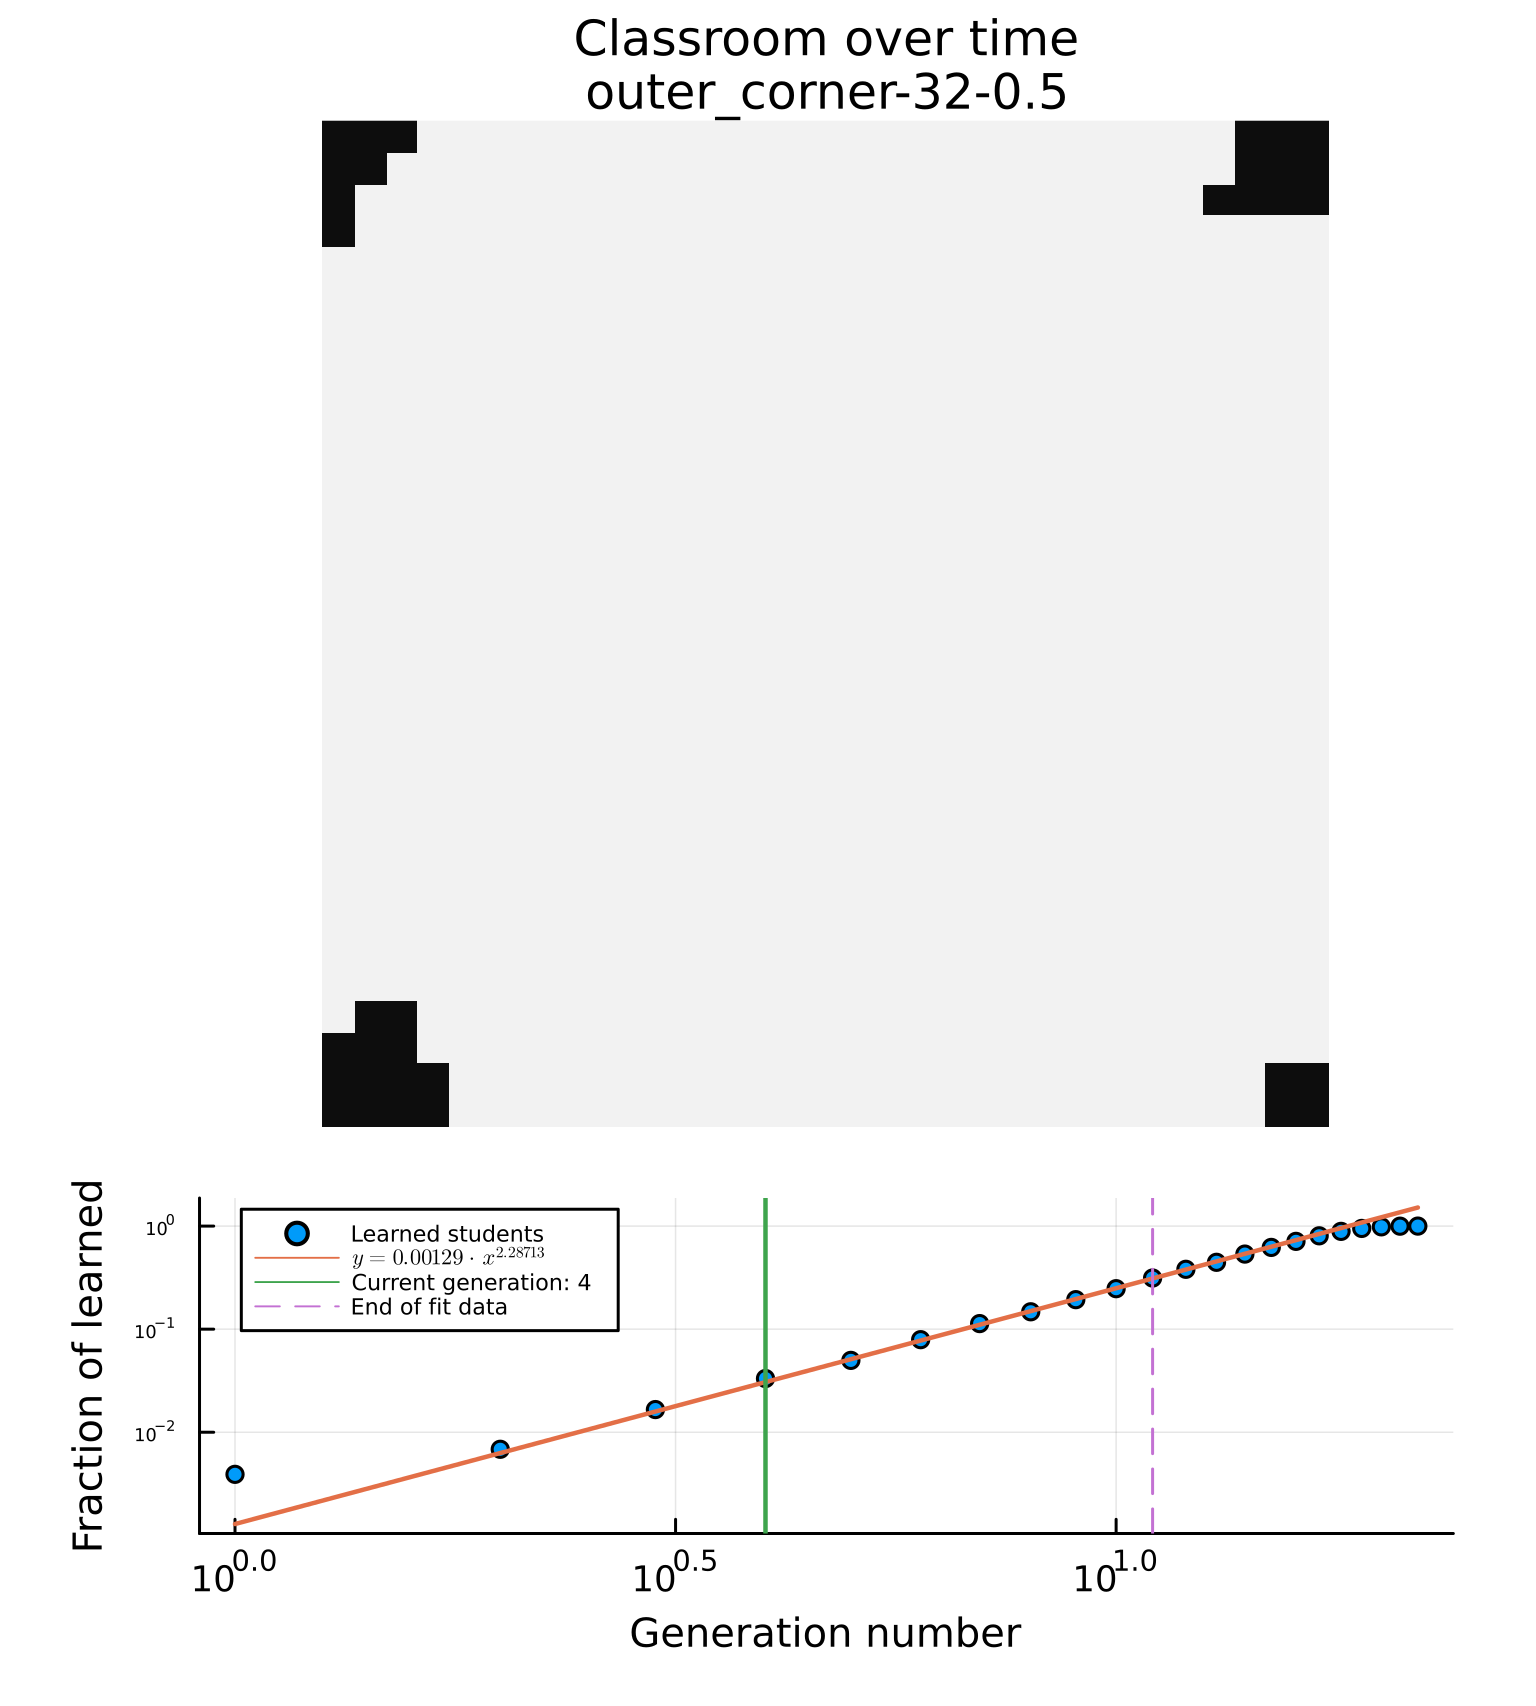 Classroom over time
outer_corner-32-0.5
Fraction of learned
10⁰
10⁻¹
10⁻²
Learned students
y = 0.00129 · x^2.28713
Current generation: 4
End of fit data
10^0.0
10^0.5
10^1.0
Generation number